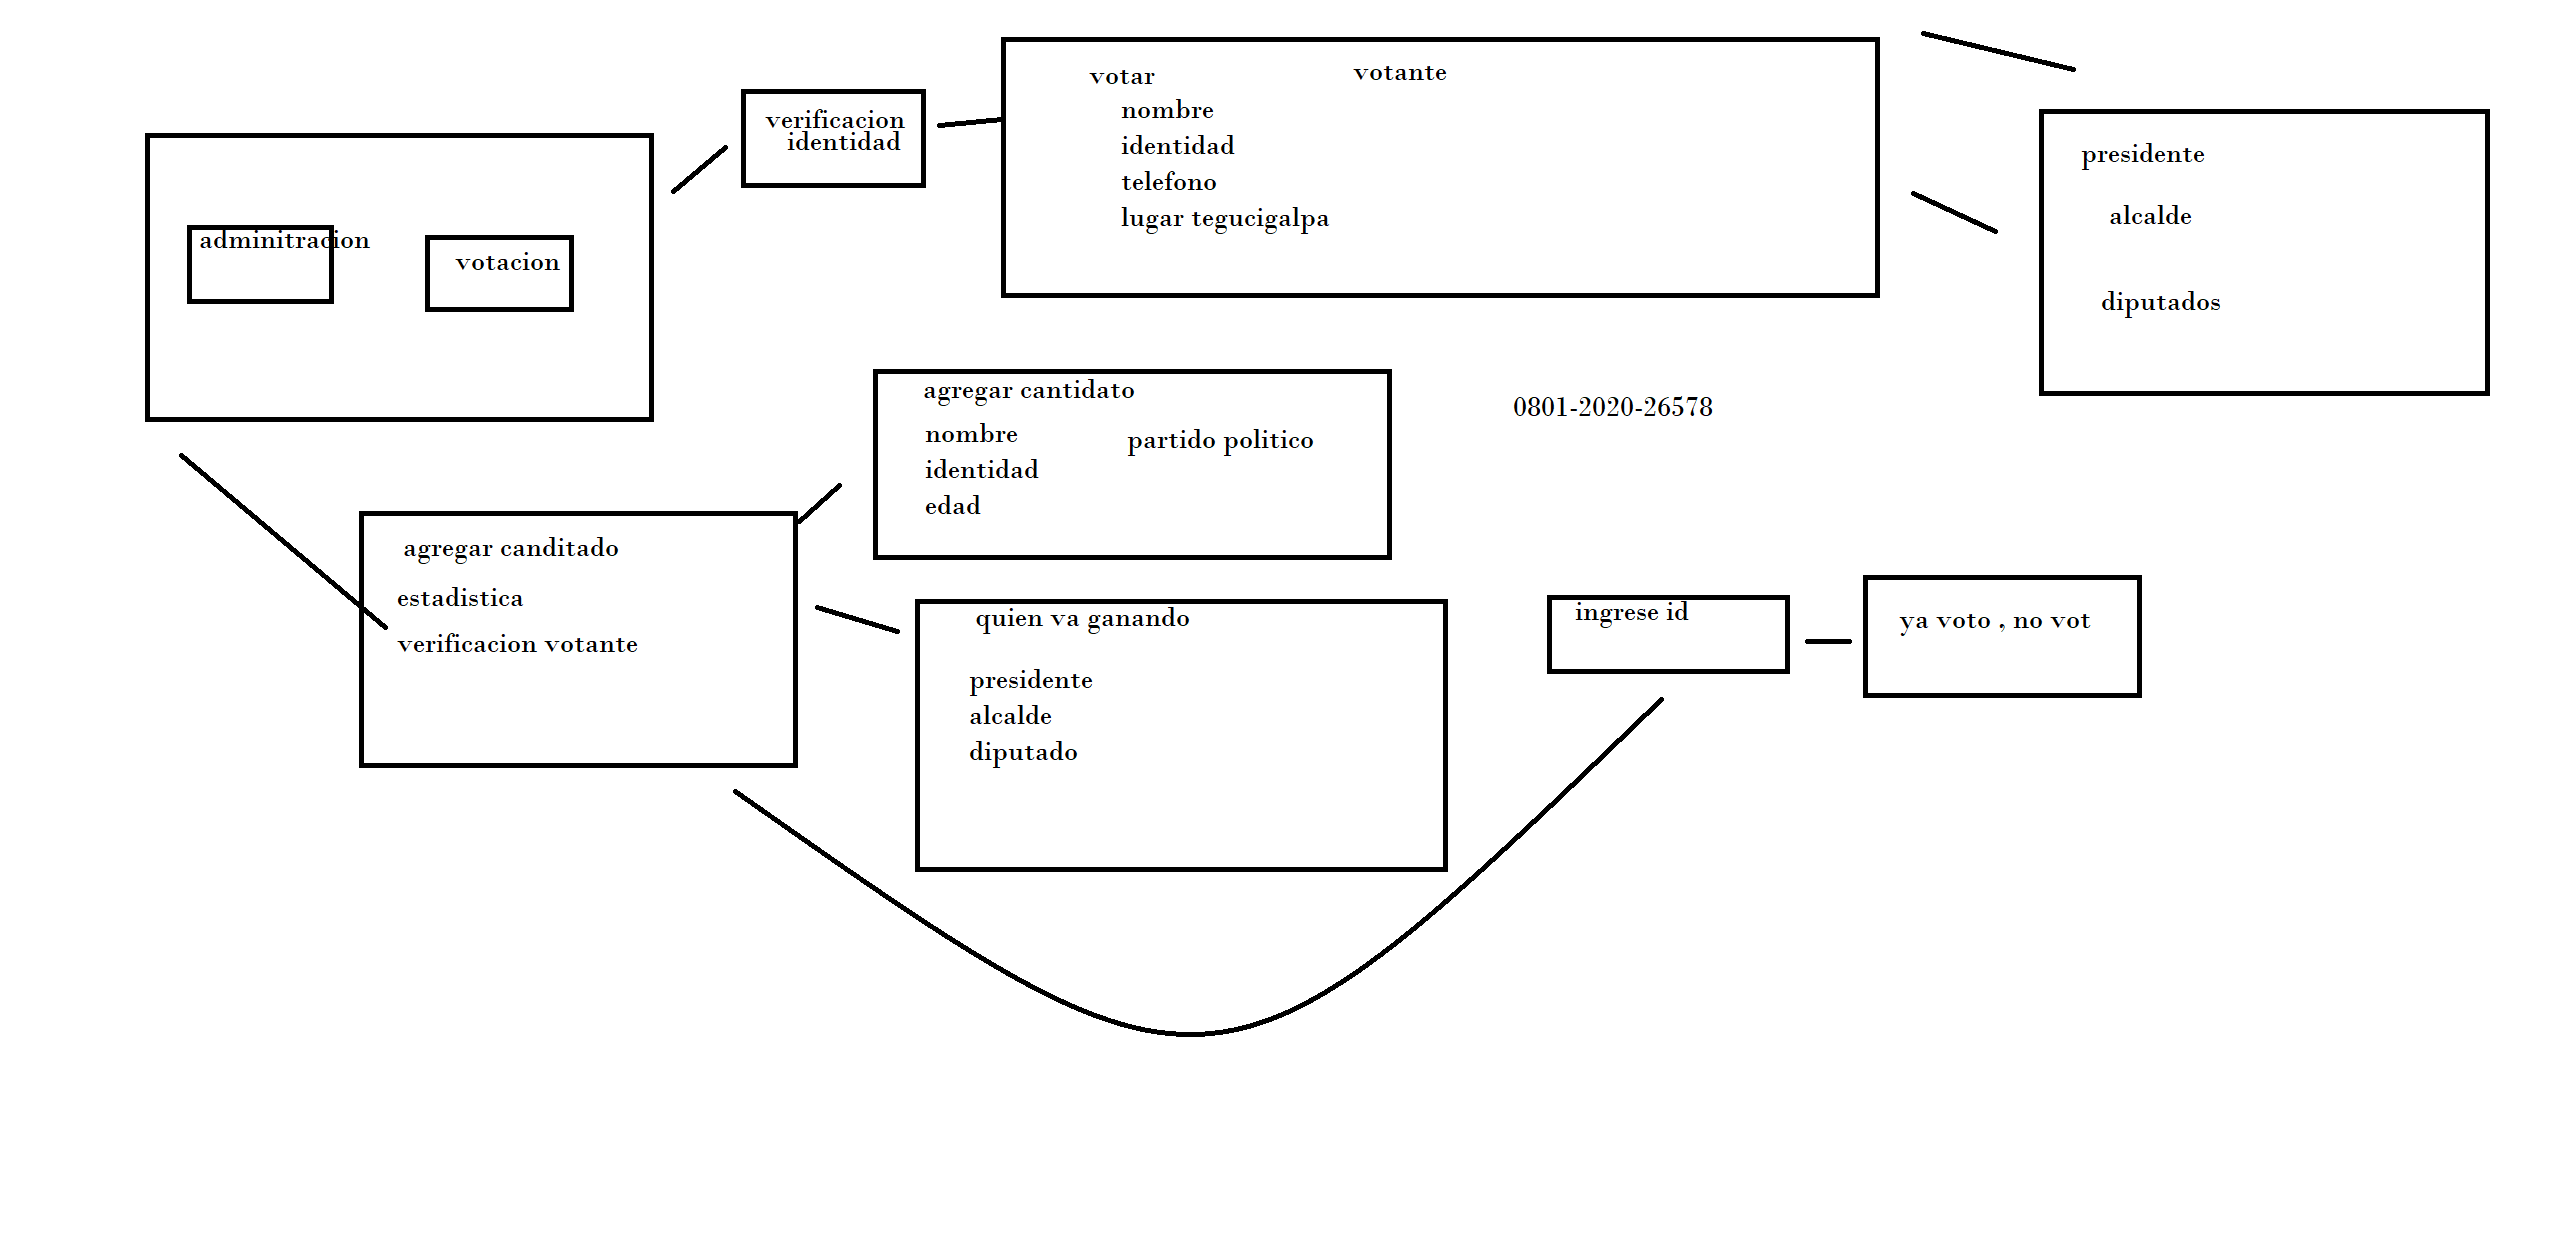 adminitracion
votacion
verificacion
identidad
votar
votante
nombre
identidad
telefono
lugar tegucigalpa
presidente
alcalde
diputados
agregar canditado
estadistica
verificacion votante
agregar cantidato
nombre
partido politico
identidad
edad
0801-2020-26578
quien va ganando
presidente
alcalde
diputado
ingrese id
ya voto , no vot